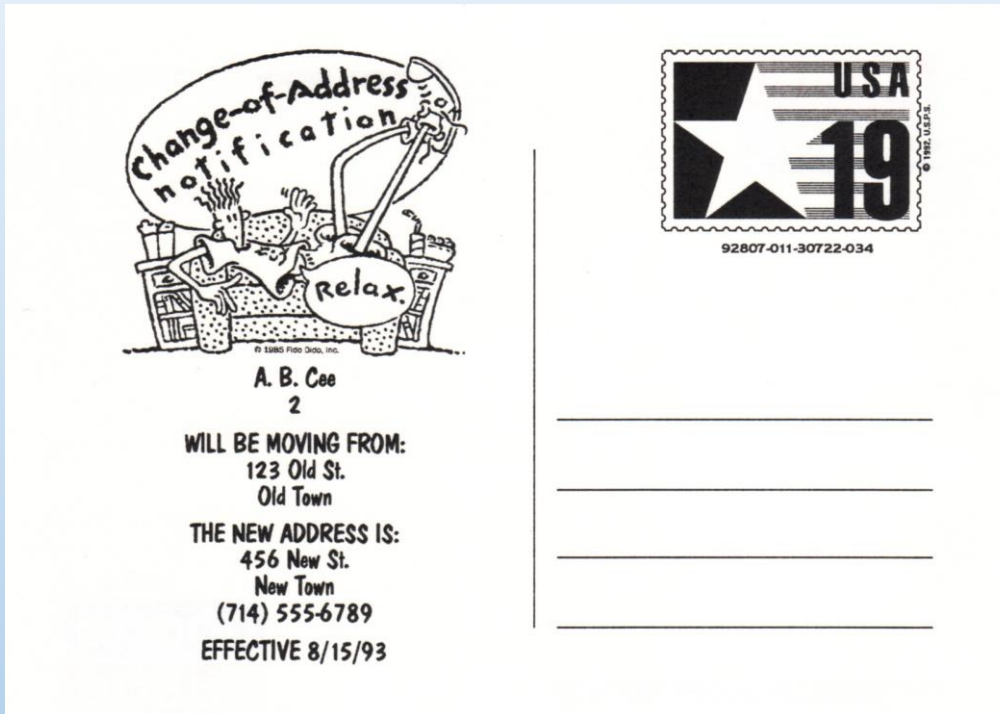 Change-of-Address
notification
Relax.
© 1985 Fido Dido, Inc.
A. B. Cee
2
WILL BE MOVING FROM:
123 Old St.
Old Town
THE NEW ADDRESS IS:
456 New St.
New Town
(714) 555-6789
EFFECTIVE 8/15/93
USA
19
© 1992, U.S.P.S.
92807-011-30722-034